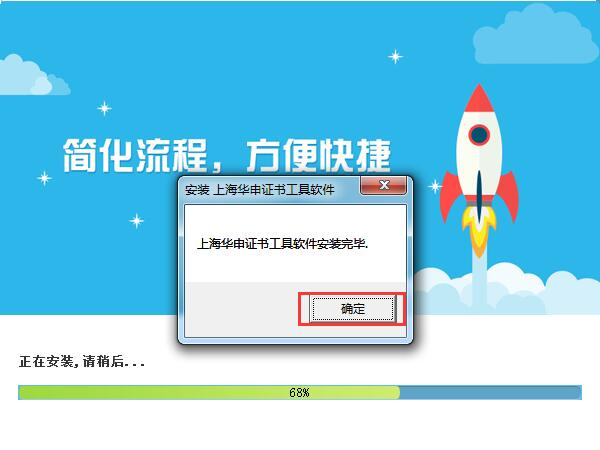 简化流程，方便快捷
安装 上海华申证书工具软件
上海华申证书工具软件安装完毕.
确定
正在安装,请稍后...
68%